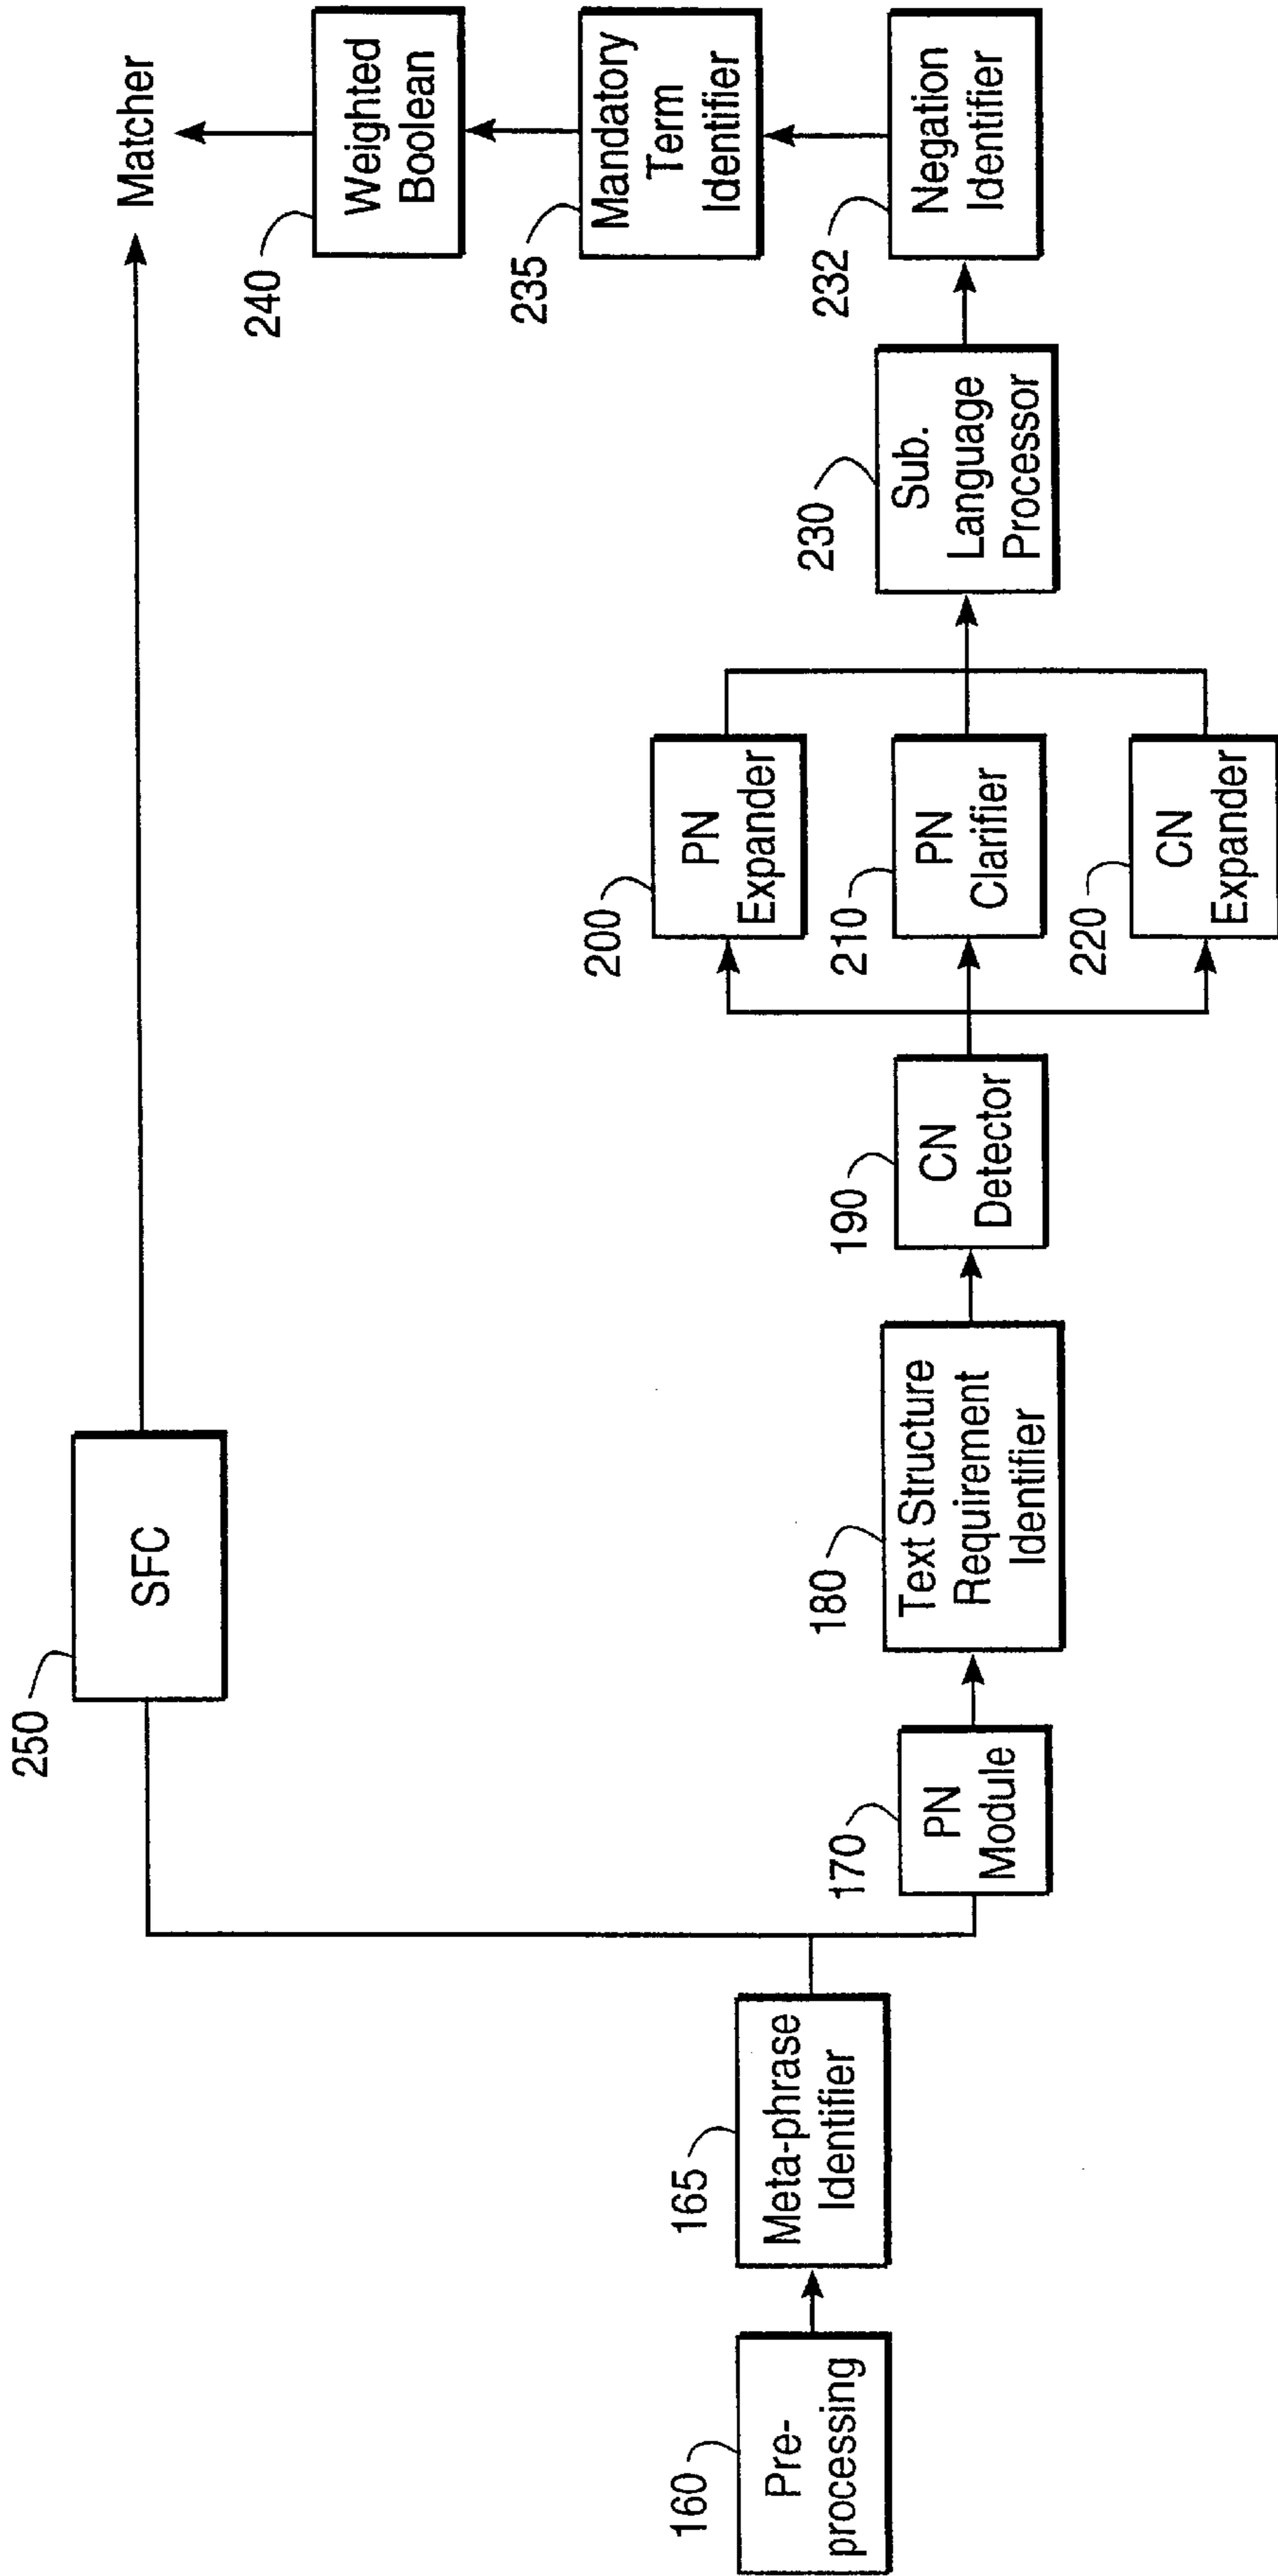 160
Pre-
processing
165
Meta-phrase
Identifier
250
SFC
170
PN
Module
180
Text Structure
Requirement
Identifier
190
CN
Detector
200
PN
Expander
210
PN
Clarifier
220
CN
Expander
230
Sub.
Language
Processor
232
Negation
Identifier
235
Mandatory
Term
Identifier
240
Weighted
Boolean
Matcher